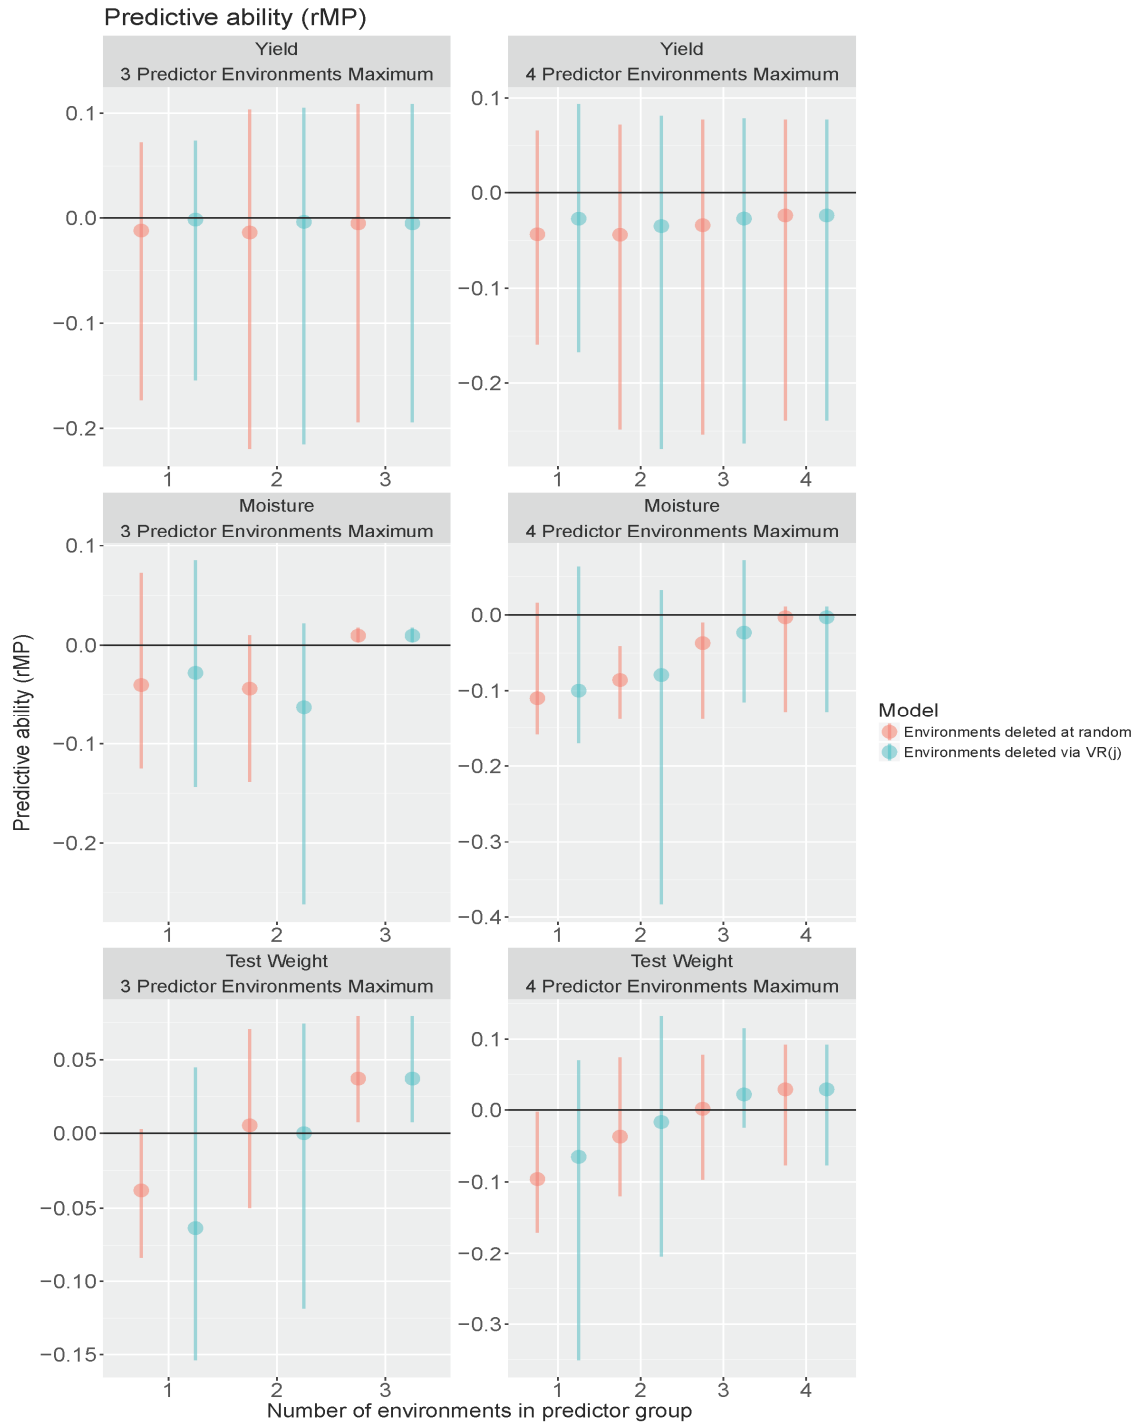 Predictive ability (rMP)
Yield
3 Predictor Environments Maximum
0.1
0.0
−0.1
−0.2
1 2 3
Yield
4 Predictor Environments Maximum
0.1
0.0
−0.1
−0.2
1 2 3 4
Moisture
3 Predictor Environments Maximum
0.1
0.0
−0.1
−0.2
1 2 3
Moisture
4 Predictor Environments Maximum
0.0
−0.1
−0.2
−0.3
−0.4
1 2 3 4
Test Weight
3 Predictor Environments Maximum
0.05
0.00
−0.05
−0.10
−0.15
1 2 3
Test Weight
4 Predictor Environments Maximum
0.1
0.0
−0.1
−0.2
−0.3
1 2 3 4
Predictive ability (rMP)
Number of environments in predictor group
Model
Environments deleted at random
Environments deleted via VR(j)